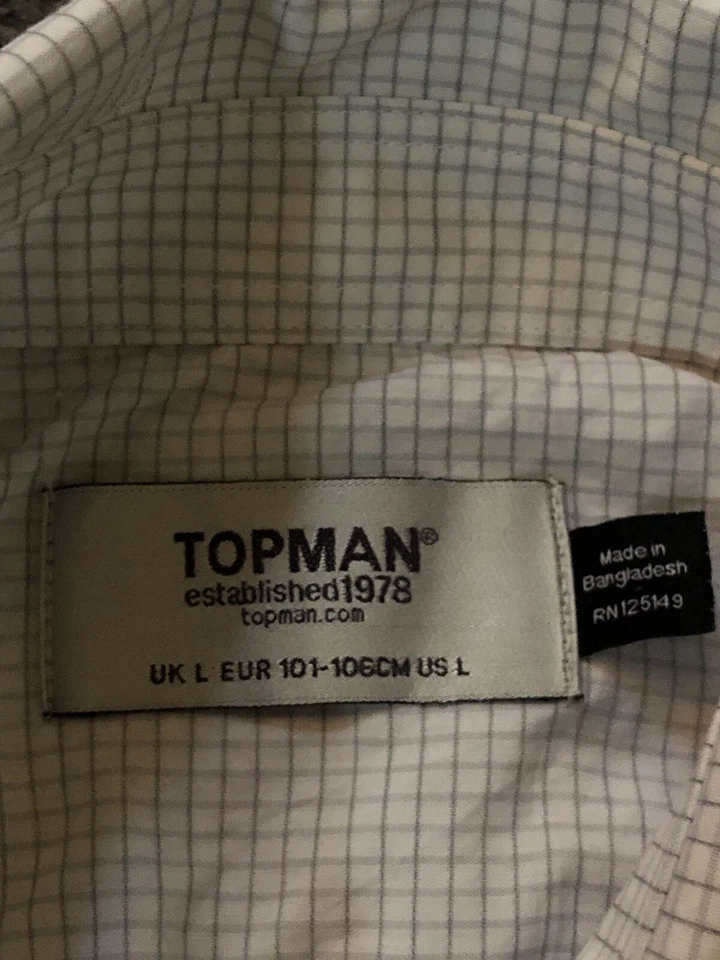 TOPMAN®
established1978
topman.com
UK L EUR 101-106CM US L
Made in
Bangladesh
RN125149